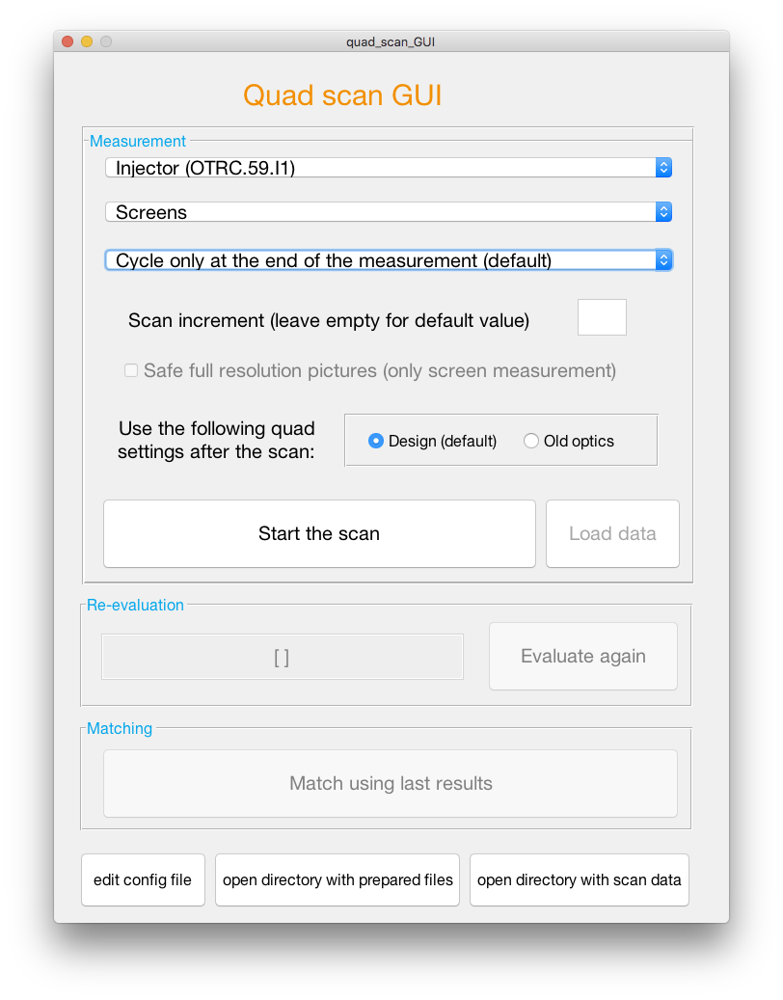 quad_scan_GUI
Quad scan GUI
Measurement
Injector (OTRC.59.I1)
Screens
Cycle only at the end of the measurement (default)
Scan increment (leave empty for default value)
Safe full resolution pictures (only screen measurement)
Use the following quad
settings after the scan:
Design (default)
Old optics
Start the scan
Load data
Re-evaluation
[ ]
Evaluate again
Matching
Match using last results
edit config file
open directory with prepared files
open directory with scan data